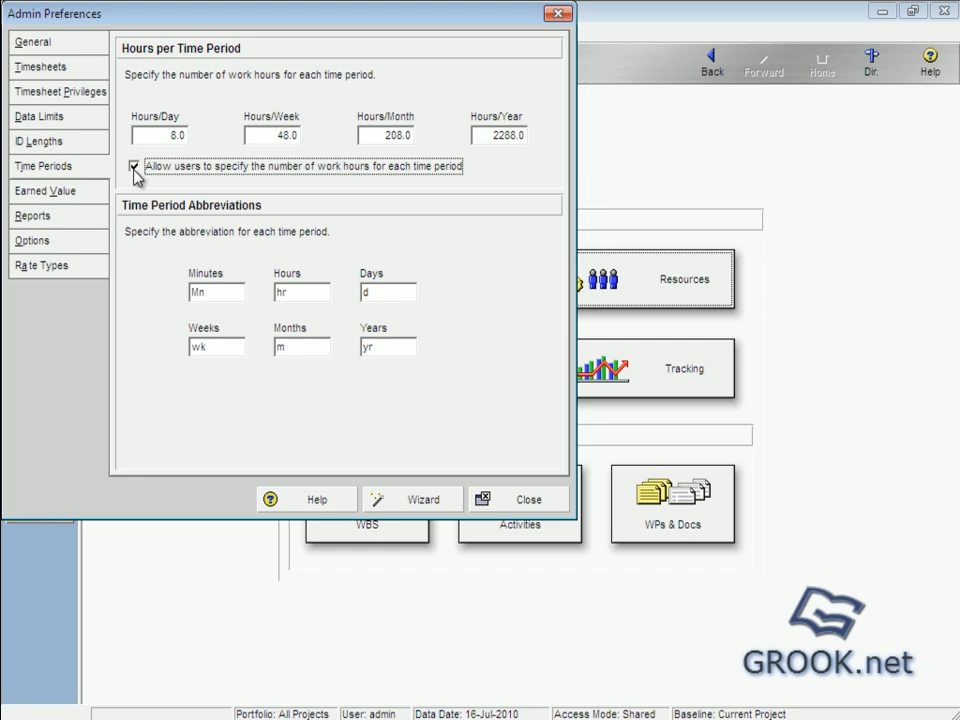 Admin Preferences
General
Timesheets
Timesheet Privileges
Data Limits
ID Lengths
Time Periods
Earned Value
Reports
Options
Rate Types
Hours per Time Period
Specify the number of work hours for each time period.
Hours/Day Hours/Week Hours/Month Hours/Year
8.0 48.0 208.0 2288.0
Allow users to specify the number of work hours for each time period
Time Period Abbreviations
Specify the abbreviation for each time period.
Minutes Hours Days
Mn hr d
Weeks Months Years
wk m yr
Help Wizard Close
Back Forward Home Dir. Help
Resources
Tracking
WBS Activities WPs & Docs
GROOK.net
Portfolio: All Projects User: admin Data Date: 16-Jul-2010 Access Mode: Shared Baseline: Current Project